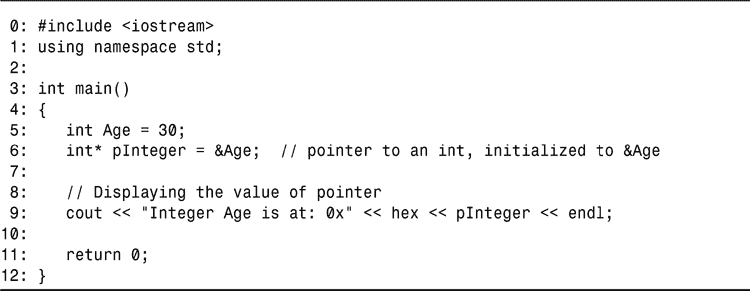 0: #include <iostream>
1: using namespace std;
2:
3: int main()
4: {
5:    int Age = 30;
6:    int* pInteger = &Age;  // pointer to an int, initialized to &Age
7:
8:    // Displaying the value of pointer
9:    cout << "Integer Age is at: 0x" << hex << pInteger << endl;
10:
11:    return 0;
12: }